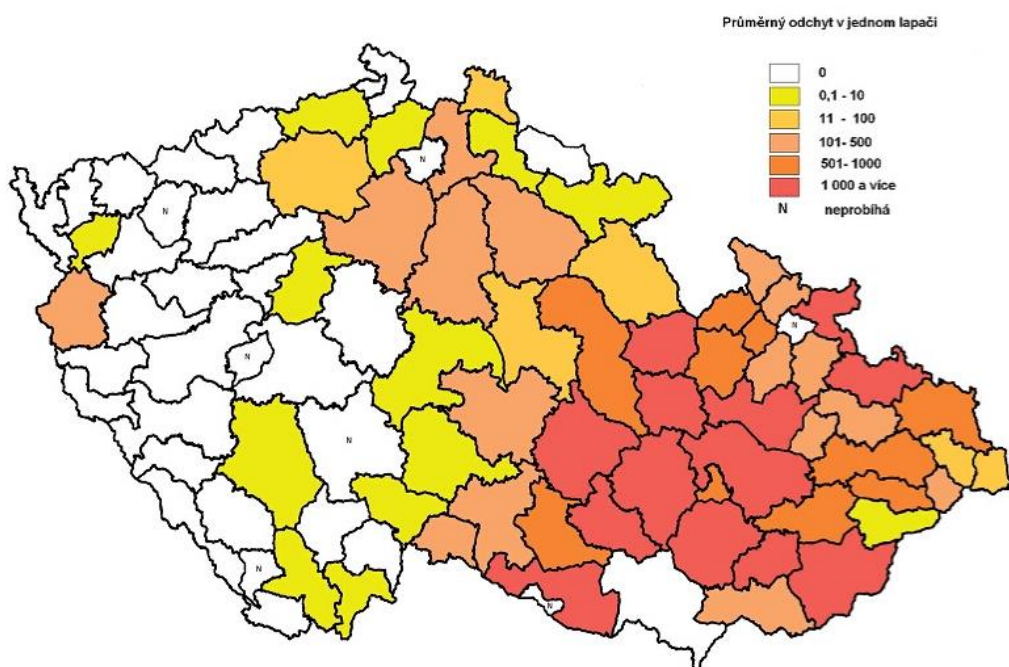 Průměrný odchyt v jednom lapači
0
0,1 - 10
11 - 100
101- 500
501- 1000
1 000 a více
N neprobíhá
N
N
N
N
N
N
N